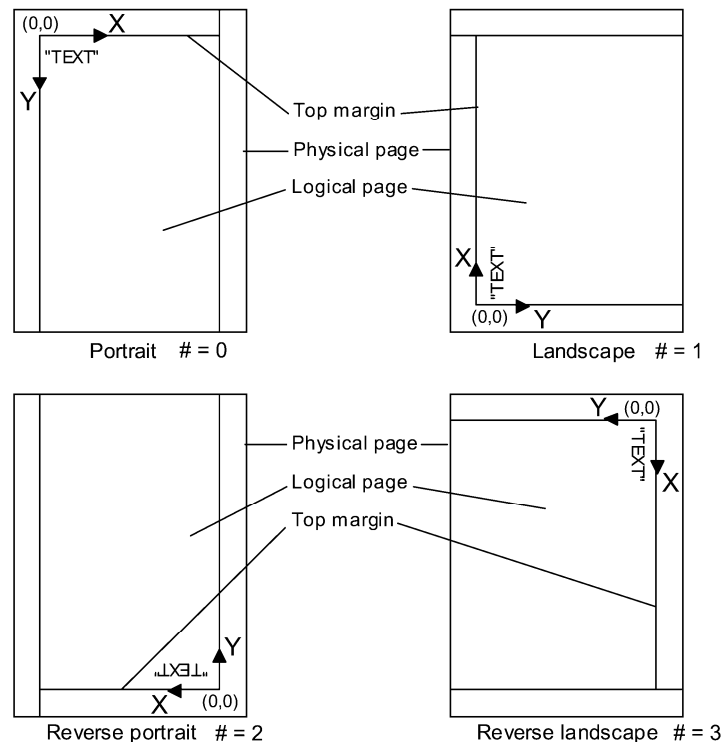 (0,0)
X
"TEXT"
Y
Top margin
Physical page
Logical page
X
"TEXT"
(0,0)
Y
Portrait # = 0
Landscape # = 1
Y
(0,0)
"TEXT"
X
Physical page
Logical page
Top margin
Y
"TEXT"
X
(0,0)
Reverse portrait # = 2
Reverse landscape # = 3